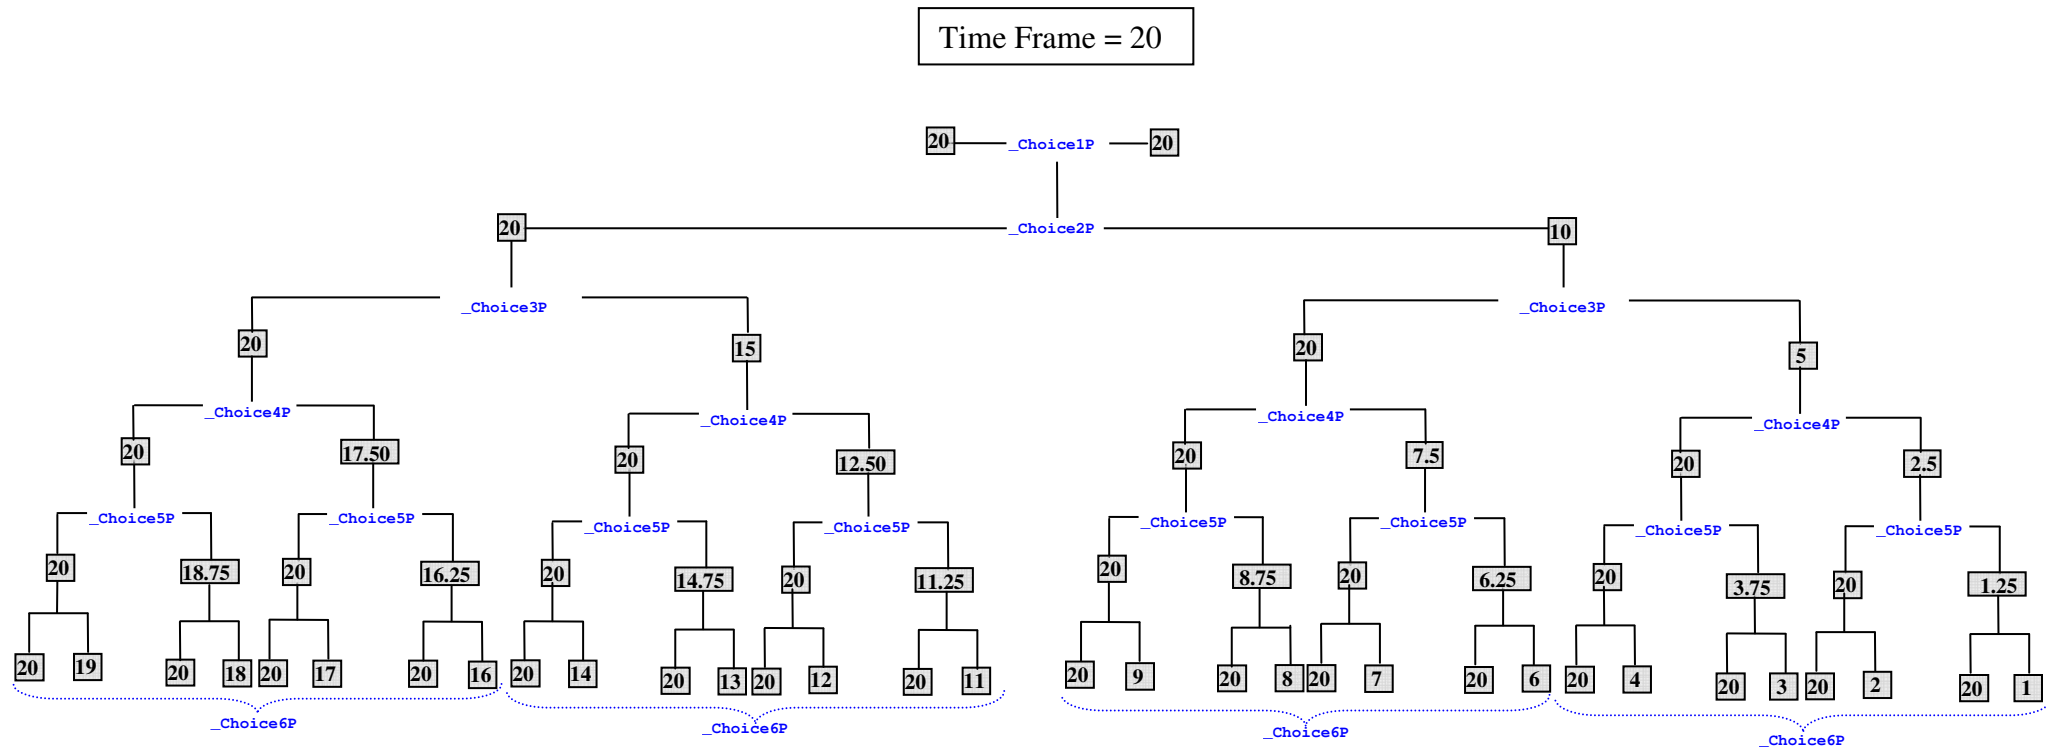 Time Frame = 20
20 _Choice1P 20
20 _Choice2P 10
_Choice3P _Choice3P
20 15 20 5
_Choice4P _Choice4P _Choice4P _Choice4P
20 17.50 20 12.50 20 7.5 20 2.5
_Choice5P _Choice5P _Choice5P _Choice5P _Choice5P _Choice5P _Choice5P _Choice5P
20 18.75 20 16.25 20 14.75 20 11.25 20 8.75 20 6.25 20 3.75 20 1.25
20 19 20 18 20 17 20 16 20 14 20 13 20 12 20 11 20 9 20 8 20 7 20 6 20 4 20 3 20 2 20 1
_Choice6P _Choice6P _Choice6P _Choice6P